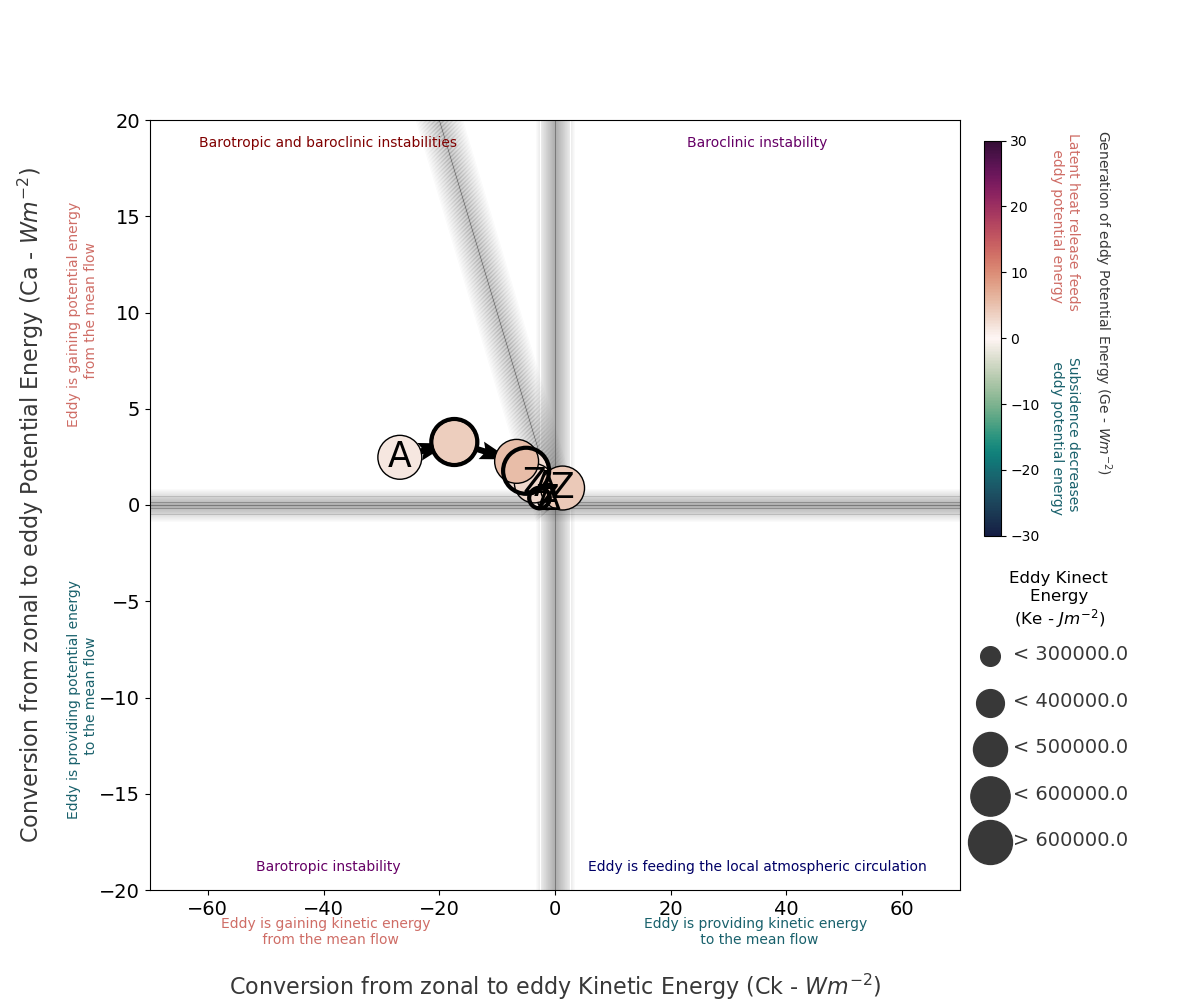 Barotropic and baroclinic instabilities
Baroclinic instability
20
15
10
5
0
−5
−10
−15
−20
Conversion from zonal to eddy Potential Energy (Ca - Wm⁻²)
Eddy is gaining potential energy
from the mean flow
Eddy is providing potential energy
to the mean flow
A
Z
Z
A
Barotropic instability
Eddy is feeding the local atmospheric circulation
−60
−40
−20
0
20
40
60
Eddy is gaining kinetic energy
from the mean flow
Eddy is providing kinetic energy
to the mean flow
Conversion from zonal to eddy Kinetic Energy (Ck - Wm⁻²)
30
20
10
0
−10
−20
−30
Latent heat release feeds
eddy potential energy
Subsidence decreases
eddy potential energy
Generation of eddy Potential Energy (Ge - Wm⁻²)
Eddy Kinect
Energy
(Ke - Jm⁻²)
< 300000.0
< 400000.0
< 500000.0
< 600000.0
> 600000.0